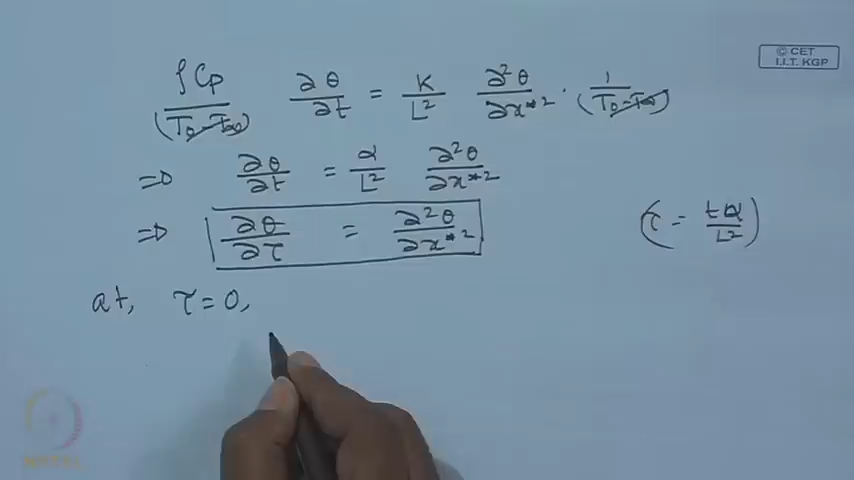 © CET
I.I.T. KGP
ρCp/(T₀-T∞) ∂θ/∂t = K/L² ∂²θ/∂x*² · 1/(T₀-T∞)
⇒ ∂θ/∂t = α/L² ∂²θ/∂x*²
⇒ ∂θ/∂τ = ∂²θ/∂x*² (τ = tα/L²)
at, τ = 0,